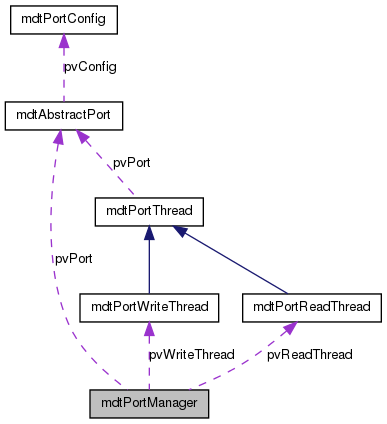 mdtPortConfig
pvConfig
mdtAbstractPort
pvPort
mdtPortThread
pvPort
mdtPortWriteThread
mdtPortReadThread
pvWriteThread
pvReadThread
mdtPortManager